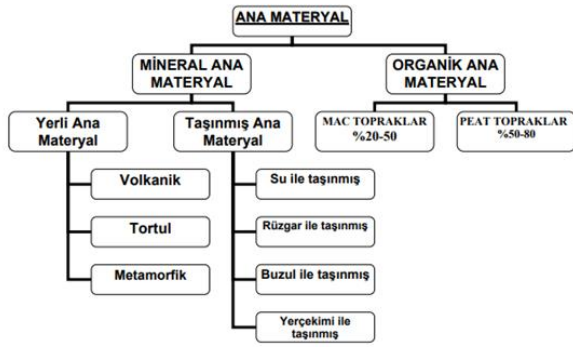 ANA MATERYAL
MİNERAL ANA
MATERYAL
ORGANİK ANA
MATERYAL
Yerli Ana
Materyal
Taşınmış Ana
Materyal
MAC TOPRAKLAR
%20-50
PEAT TOPRAKLAR
%50-80
Volkanik
Tortul
Metamorfik
Su ile taşınmış
Rüzgar ile taşınmış
Buzul ile taşınmış
Yerçekimi ile
taşınmış